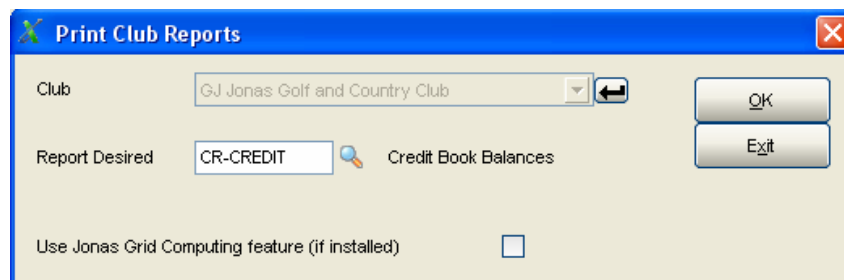 Print Club Reports
Club GJ Jonas Golf and Country Club OK
Report Desired CR-CREDIT Credit Book Balances Exit
Use Jonas Grid Computing feature (if installed)